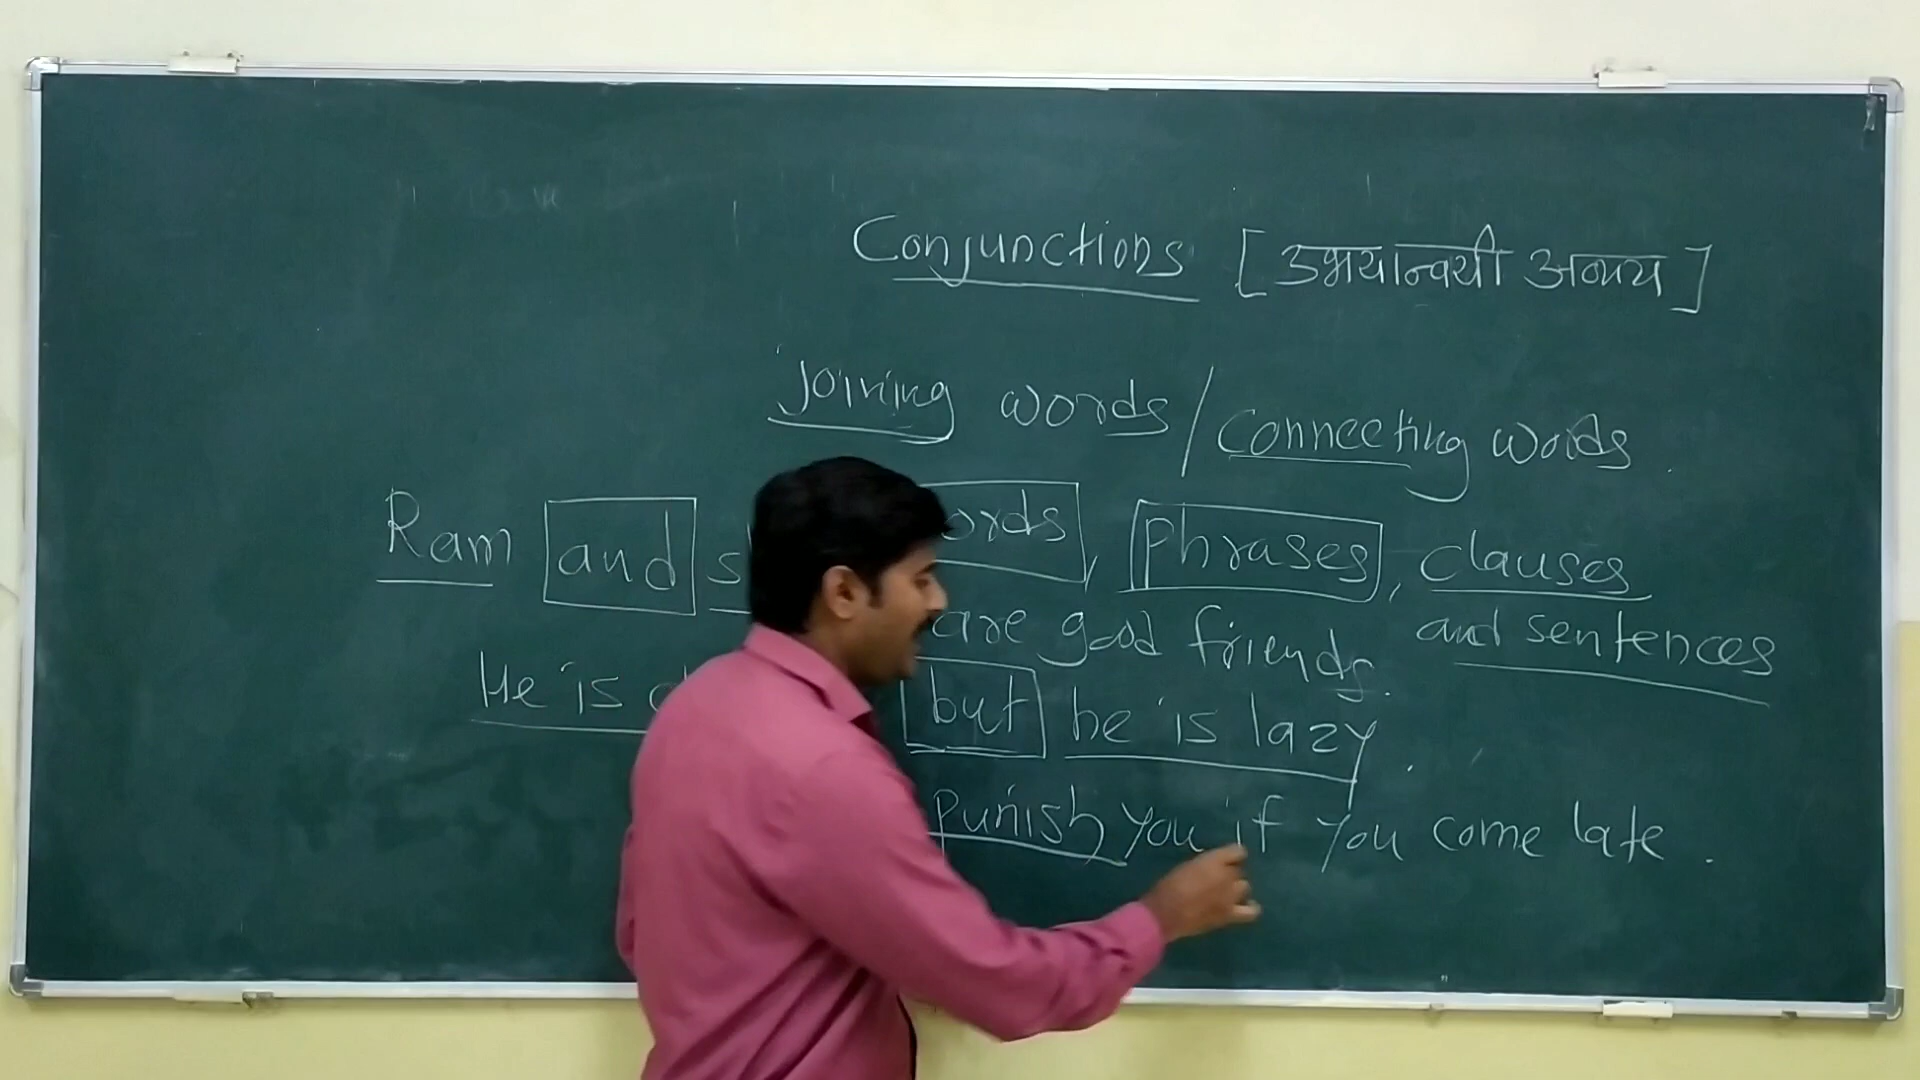 Conjunctions [उभयान्वयी अव्यय]
Joining words / Connecting words.
Ram and
phrases, clauses and sentences
are good friends.
He is
but he is lazy.
punish you if you come late.